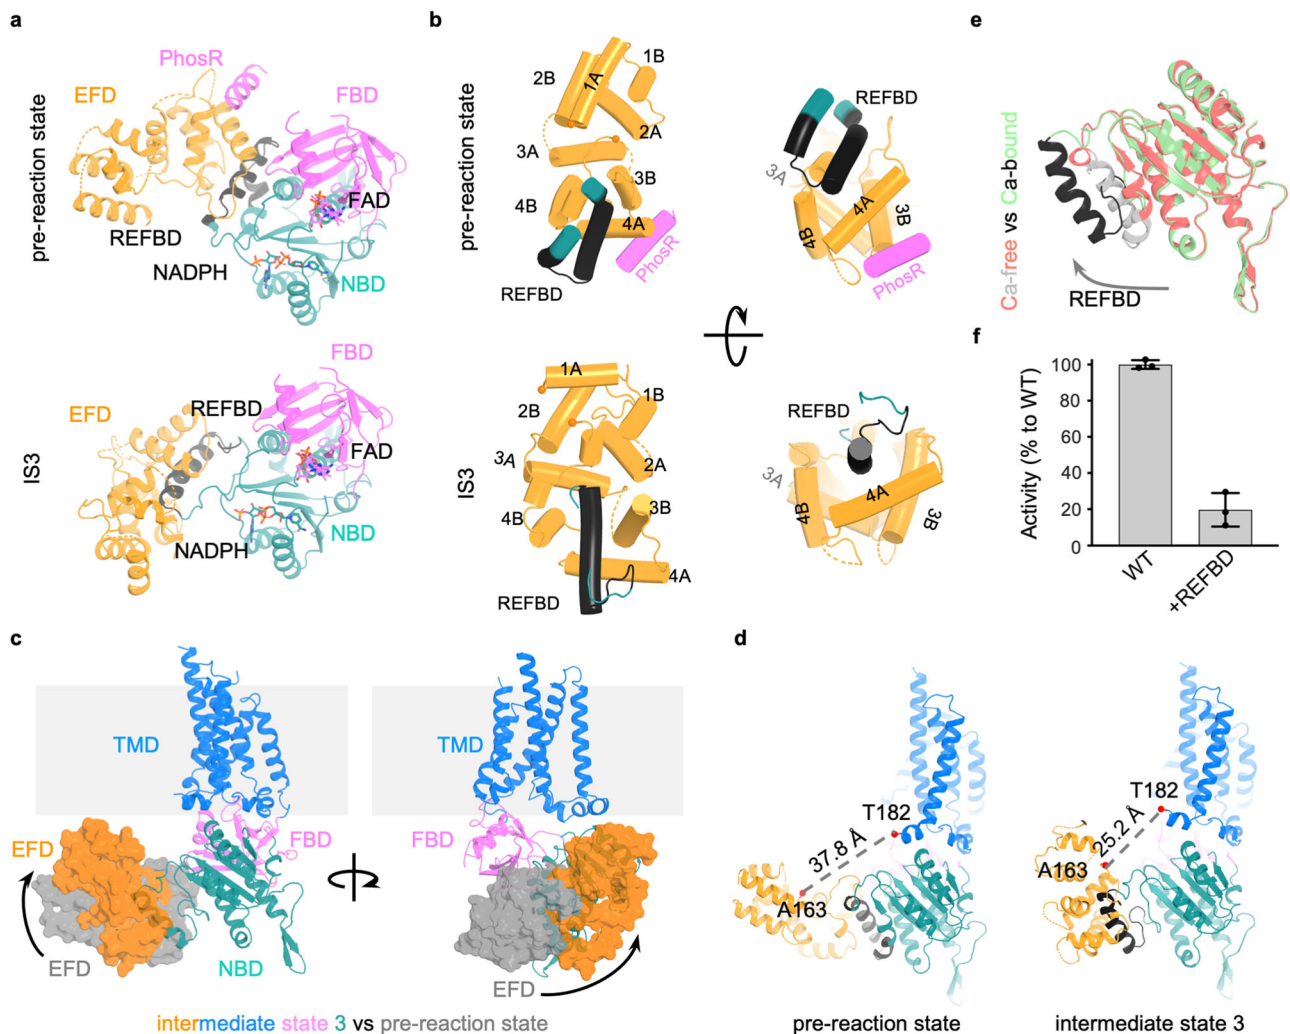 a
pre-reaction state
PhosR
EFD
FBD
FAD
REFBD
NADPH
NBD
IS3
FBD
EFD
REFBD
FAD
NADPH
NBD
b
pre-reaction state
1B
2B
1A
2A
3A
3B
4B
4A
PhosR
REFBD
REFBD
3A
4A
3B
4B
PhosR
IS3
1A
1B
2B
3A
2A
4B
3B
4A
REFBD
REFBD
3A
4A
4B
3B
e
Ca-free vs Ca-bound
REFBD
f
Activity (% to WT)
100
80
60
40
20
0
WT
+REFBD
c
TMD
EFD
FBD
EFD
NBD
TMD
FBD
EFD
intermediate state 3 vs pre-reaction state
d
T182
37.8 Å
A163
pre-reaction state
T182
25.2 Å
A163
intermediate state 3